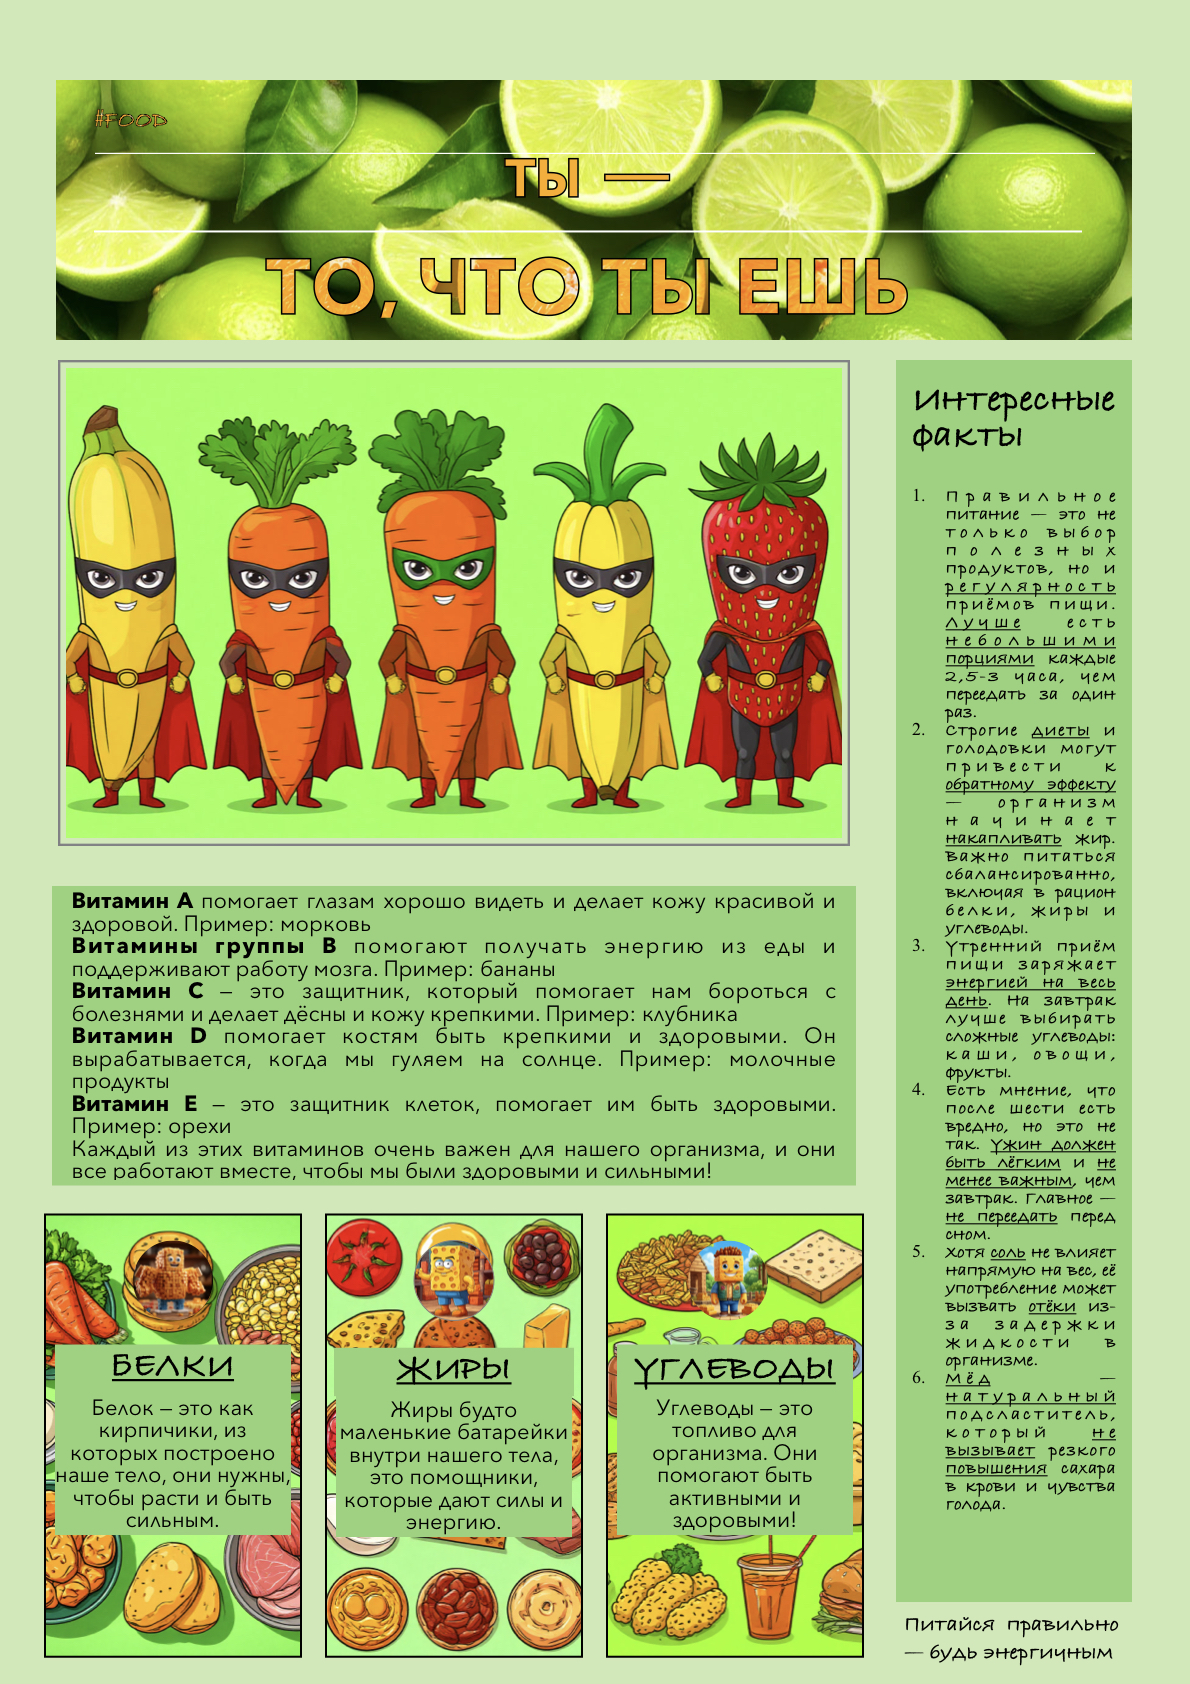 #FOOD
ТЫ —
ТО, ЧТО ТЫ ЕШЬ
Витамин А помогает глазам хорошо видеть и делает кожу красивой и
здоровой. Пример: морковь
Витамины группы В помогают получать энергию из еды и
поддерживают работу мозга. Пример: бананы
Витамин С – это защитник, который помогает нам бороться с
болезнями и делает дёсны и кожу крепкими. Пример: клубника
Витамин D помогает костям быть крепкими и здоровыми. Он
вырабатывается, когда мы гуляем на солнце. Пример: молочные
продукты
Витамин Е – это защитник клеток, помогает им быть здоровыми.
Пример: орехи
Каждый из этих витаминов очень важен для нашего организма, и они
все работают вместе, чтобы мы были здоровыми и сильными!
БЕЛКИ
Белок – это как
кирпичики, из
которых построено
наше тело, они нужны,
чтобы расти и быть
сильным.
ЖИРЫ
Жиры будто
маленькие батарейки
внутри нашего тела,
это помощники,
которые дают силы и
энергию.
УГЛЕВОДЫ
Углеводы – это
топливо для
организма. Они
помогают быть
активными и
здоровыми!
Интересные
факты
1. Правильное
питание — это не
только выбор
полезных
продуктов, но и
регулярность
приёмов пищи.
Лучше есть
небольшими
порциями каждые
2,5-3 часа, чем
переедать за один
раз.
2. Строгие диеты и
голодовки могут
привести к
обратному эффекту
— организм
начинает
накапливать жир.
Важно питаться
сбалансированно,
включая в рацион
белки, жиры и
углеводы.
3. Утренний приём
пищи заряжает
энергией на весь
день. На завтрак
лучше выбирать
сложные углеводы:
каши, овощи,
фрукты.
4. Есть мнение, что
после шести есть
вредно, но это не
так. Ужин должен
быть лёгким и не
менее важным, чем
завтрак. Главное —
не переедать перед
сном.
5. Хотя соль не влияет
напрямую на вес, её
употребление может
вызвать отёки из-
за задержки
жидкости в
организме.
6. Мёд —
натуральный
подсластитель,
который не
вызывает резкого
повышения сахара
в крови и чувства
голода.
Питайся правильно
— будь энергичным